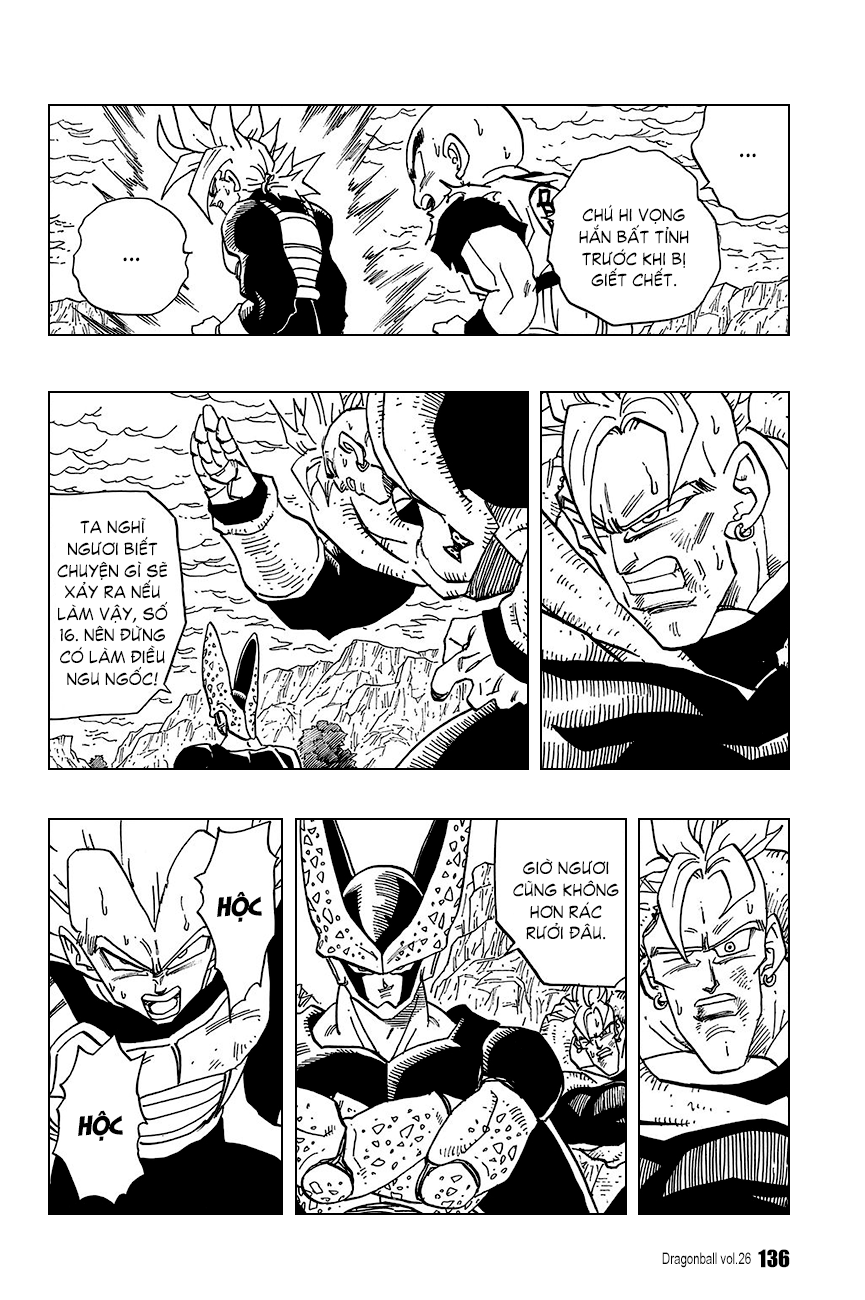 ...
CHÚ HI VỌNG
HẮN BẤT TỈNH
TRƯỚC KHI BỊ
GIẾT CHẾT.
...
TA NGHĨ
NGƯƠI BIẾT
CHUYỆN GÌ SẼ
XẢY RA NẾU
LÀM VẬY, SỐ
16. NÊN ĐỪNG
CÓ LÀM ĐIỀU
NGU NGỐC!
GIỜ NGƯƠI
CŨNG KHÔNG
HƠN RÁC
RƯỞI ĐÂU.
HỘC
HỘC
Dragonball vol.26 136